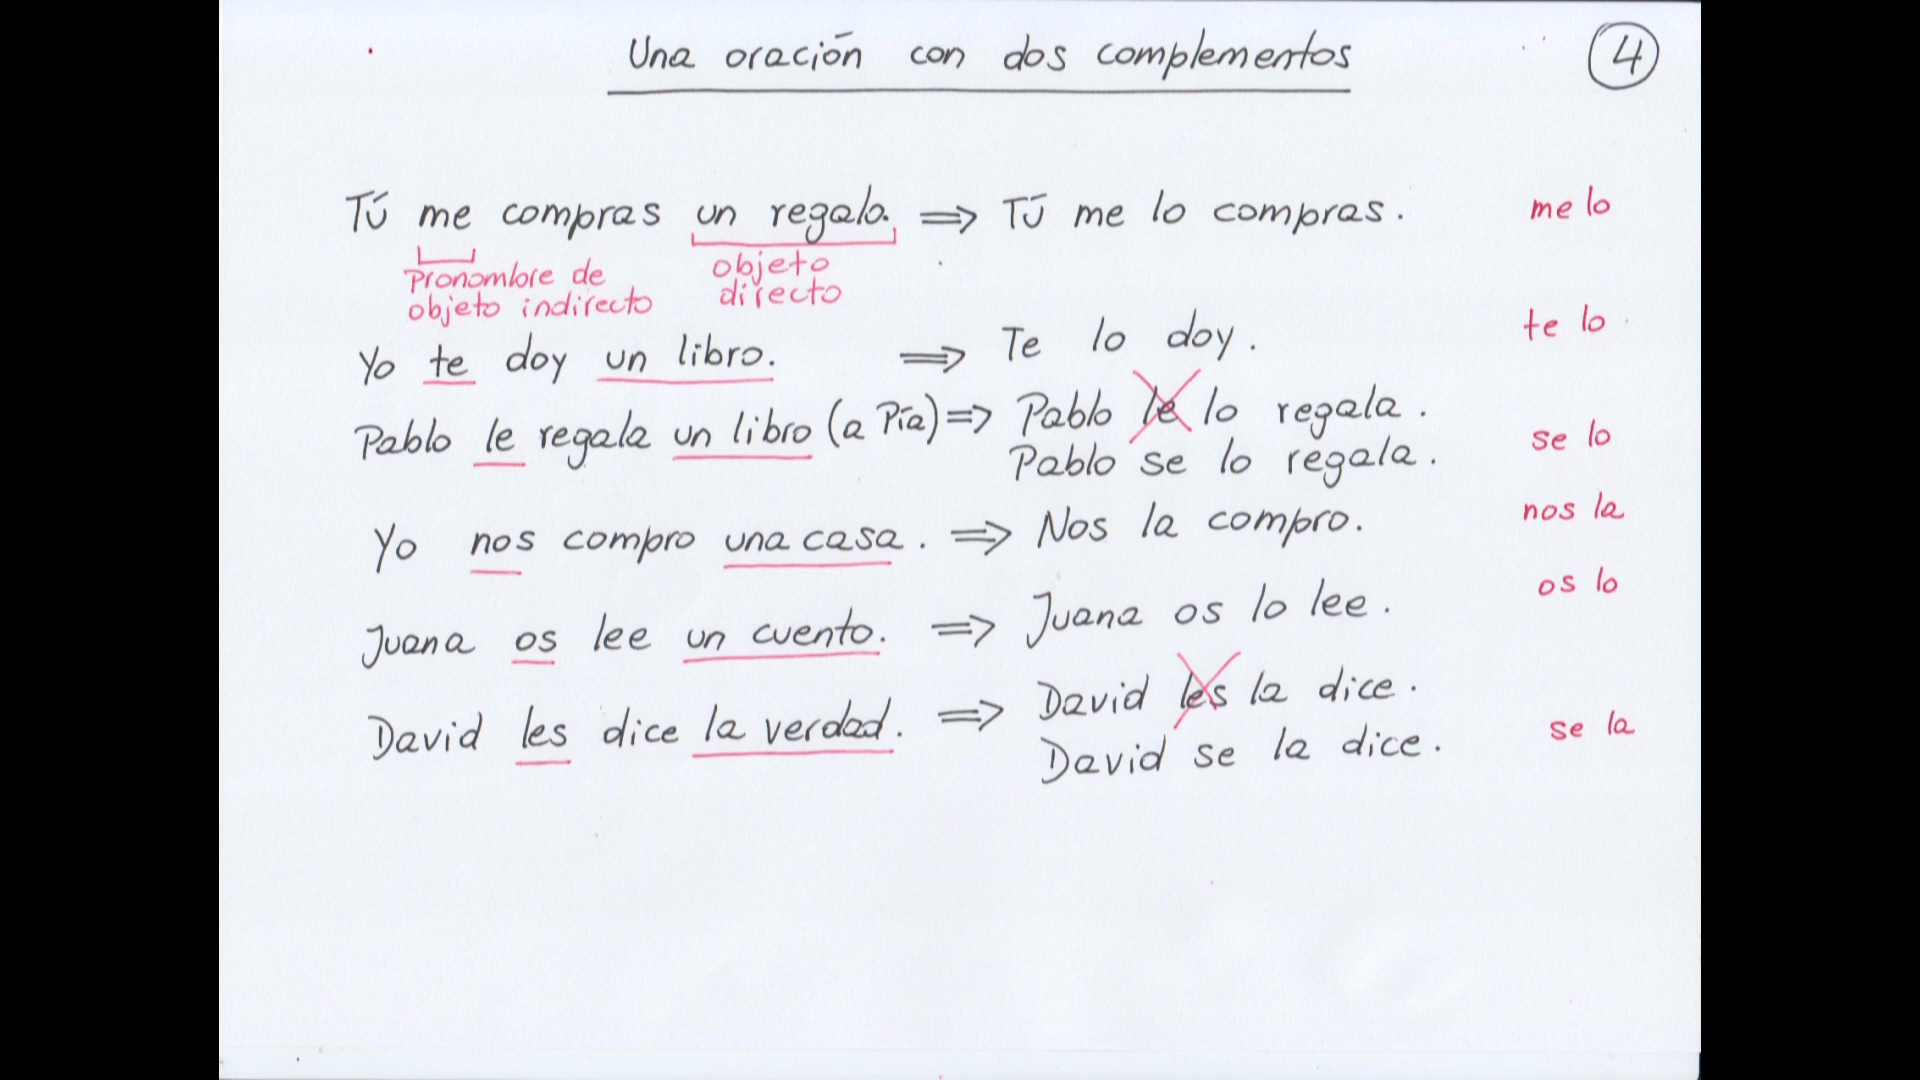 Una oración con dos complementos
4
Tú me compras un regalo. ⇒ Tú me lo compras. me lo
Pronombre de objeto
objeto indirecto directo
Yo te doy un libro. ⇒ Te lo doy. te lo
Pablo le regala un libro (a Pía) ⇒ Pablo le lo regala.
Pablo se lo regala. se lo
Yo nos compro una casa. ⇒ Nos la compro. nos la
Juana os lee un cuento. ⇒ Juana os lo lee. os lo
David les dice la verdad. ⇒ David les la dice.
David se la dice. se la